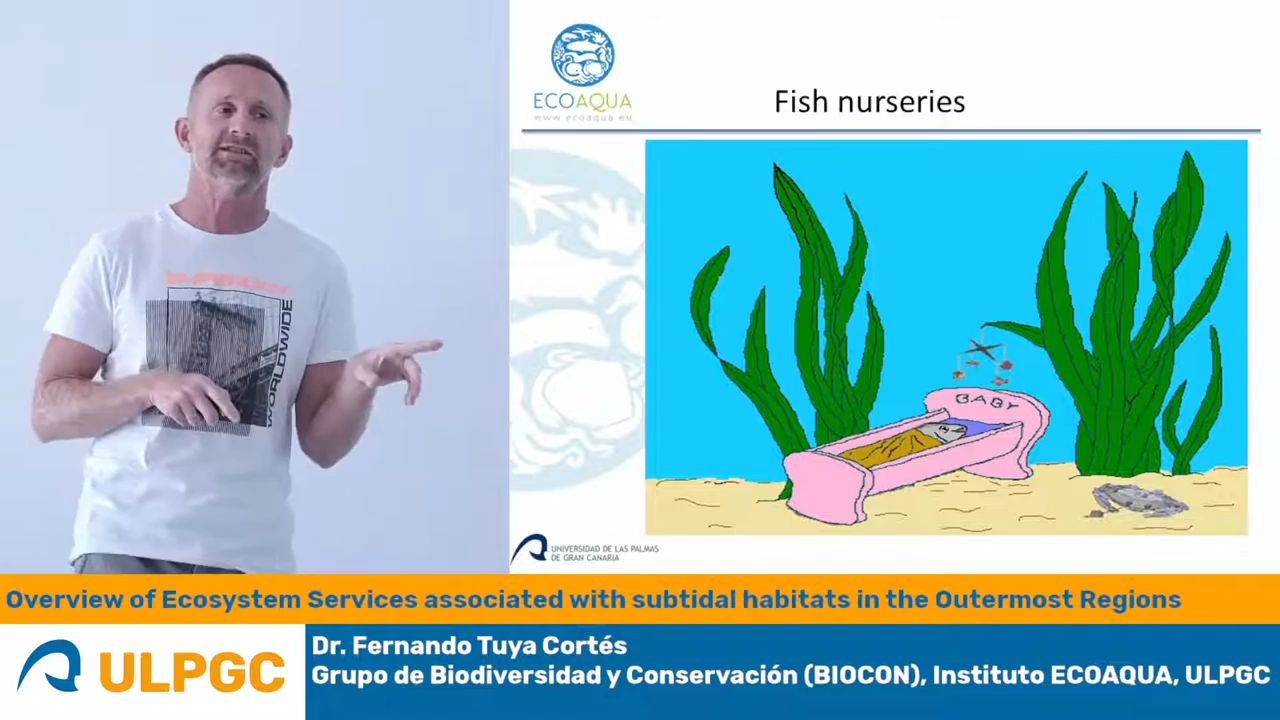 ECOAQUA
www.ecoaqua.eu
Fish nurseries
WORLDWIDE
BABY
UNIVERSIDAD DE LAS PALMAS
DE GRAN CANARIA
Overview of Ecosystem Services associated with subtidal habitats in the Outermost Regions
ULPGC
Dr. Fernando Tuya Cortés
Grupo de Biodiversidad y Conservación (BIOCON), Instituto ECOAQUA, ULPGC